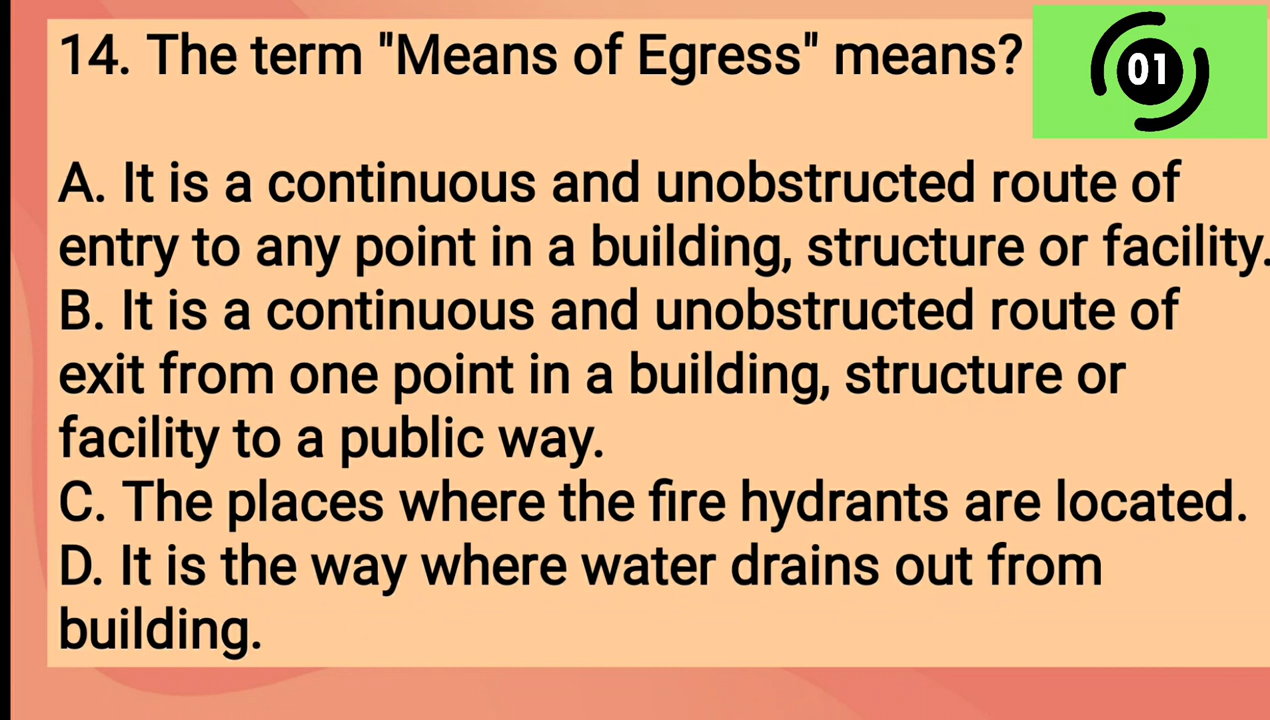 14. The term "Means of Egress" means?
01
A. It is a continuous and unobstructed route of
entry to any point in a building, structure or facility.
B. It is a continuous and unobstructed route of
exit from one point in a building, structure or
facility to a public way.
C. The places where the fire hydrants are located.
D. It is the way where water drains out from
building.